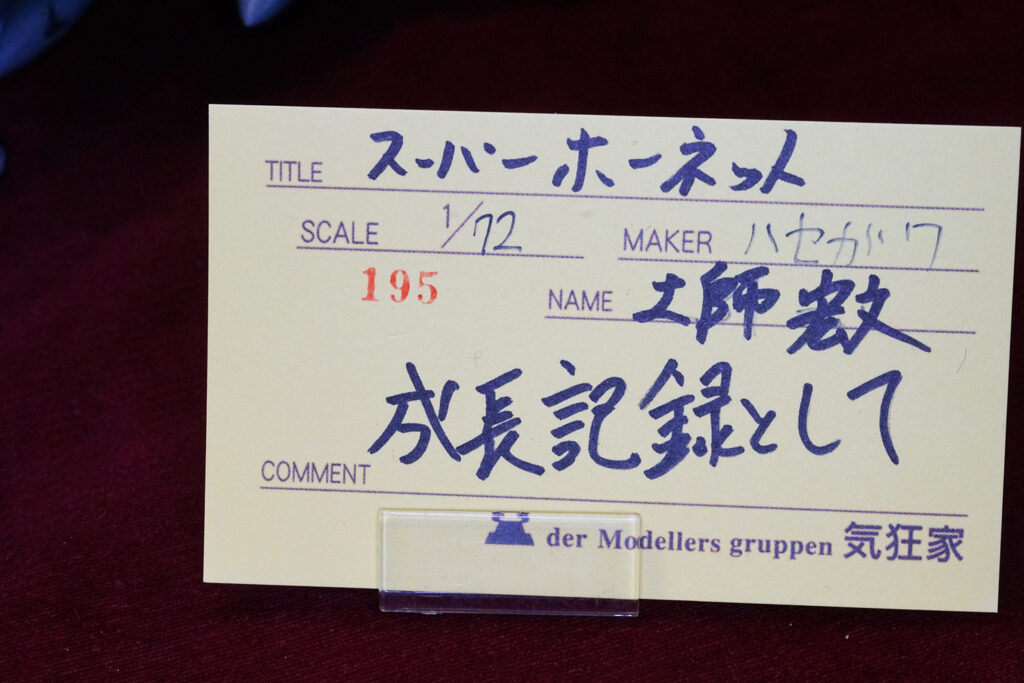 TITLE スーパーホーネット
SCALE 1/72 MAKER ハセガワ
195 NAME 土師
COMMENT 成長記録として
der Modellers gruppen 気狂家